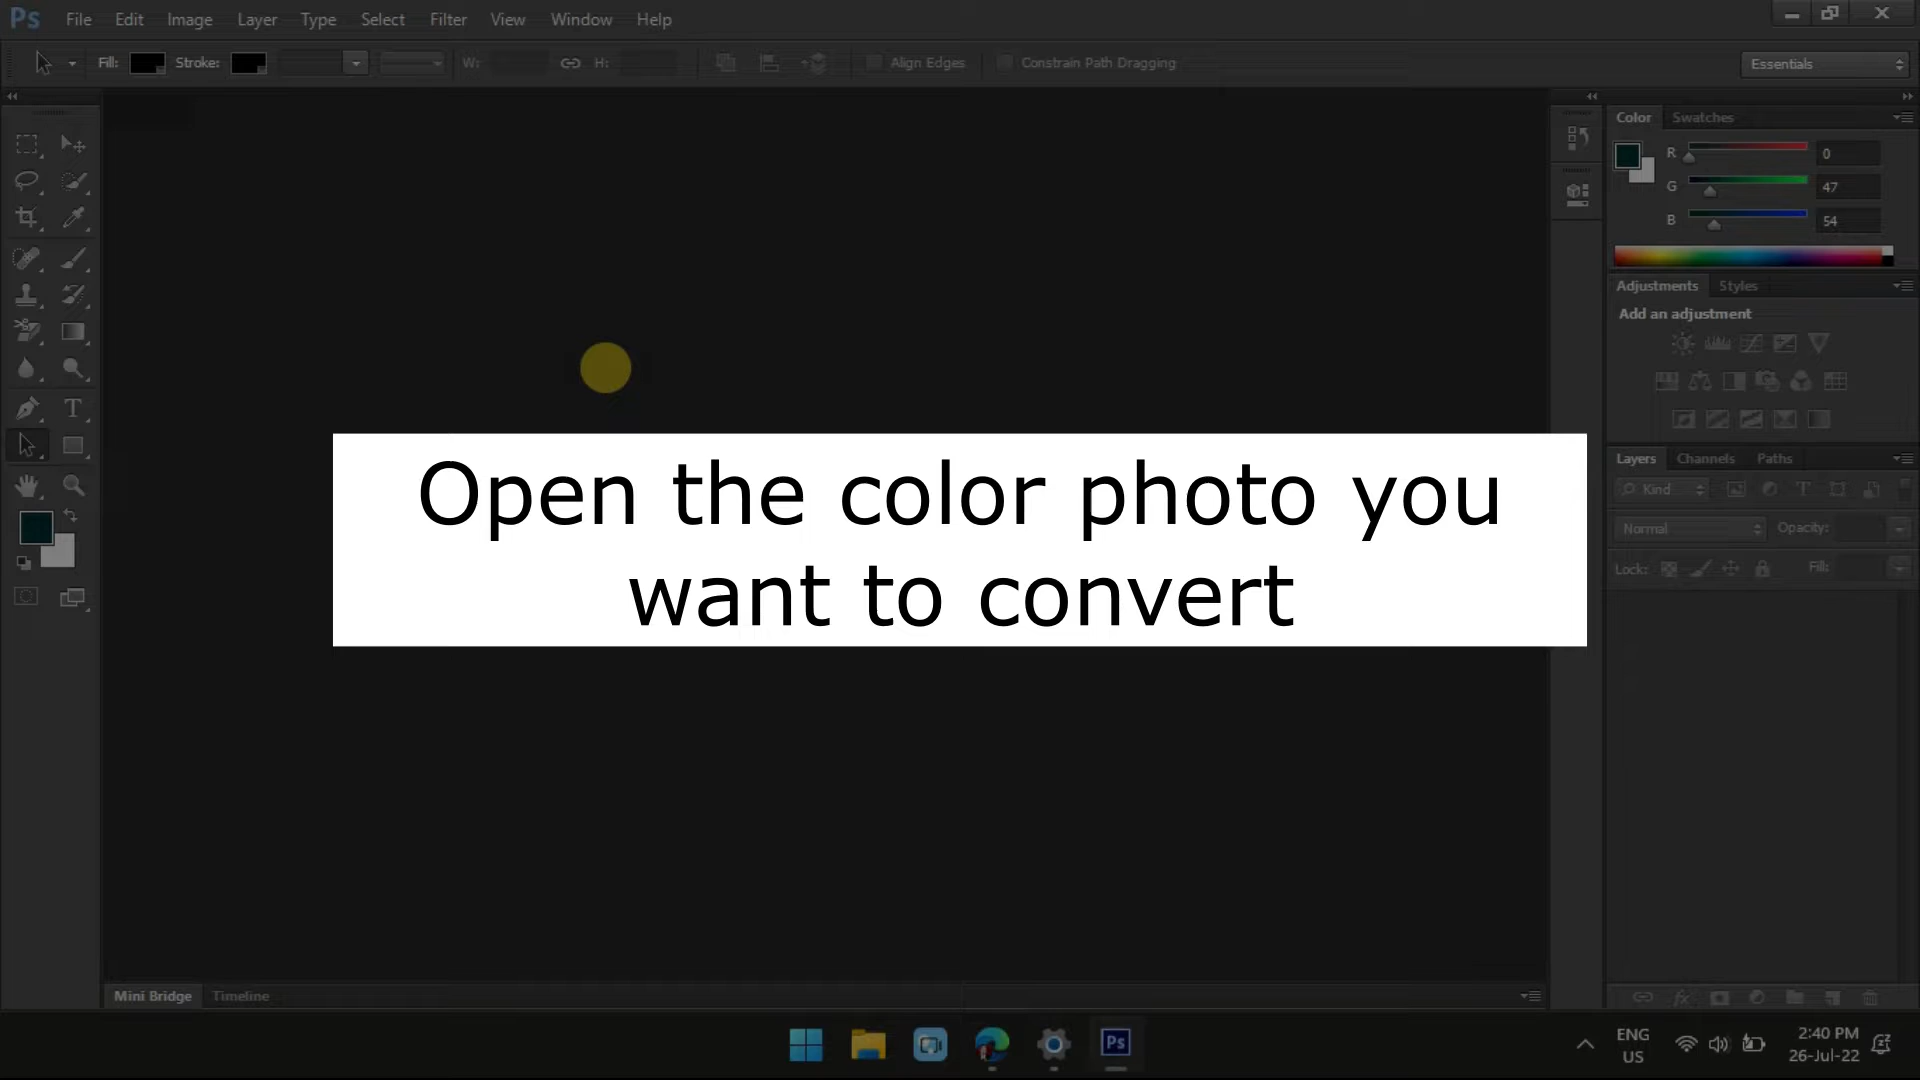 Ps File Edit Image Layer Type Select Filter View Window Help
Fill: Stroke: W: H: Align Edges Constrain Path Dragging Essentials
Color Swatches
R 0
G 47
B 54
Adjustments Styles
Add an adjustment
Open the color photo you
want to convert
Layers Channels Paths
Kind
Normal Opacity:
Lock: Fill:
T
Mini Bridge Timeline
Ps
ENG
US
2:40 PM
26-Jul-22